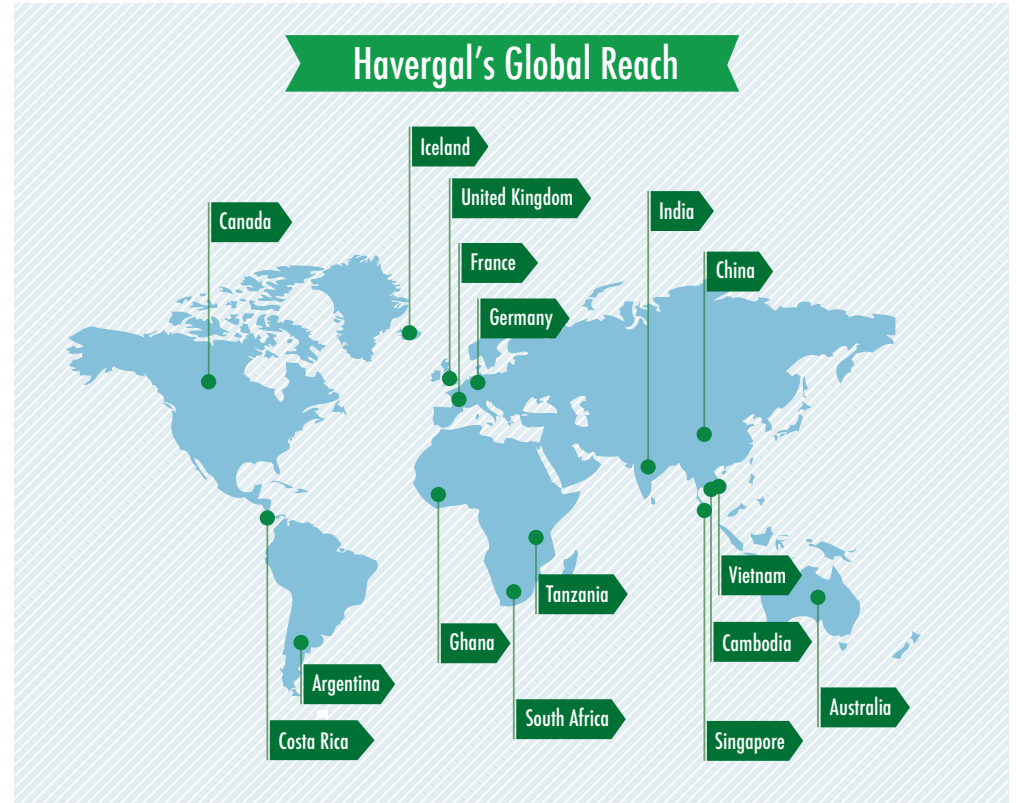 Havergal's Global Reach
Iceland
United Kingdom
India
Canada
France
China
Germany
Vietnam
Tanzania
Ghana
Cambodia
Argentina
South Africa
Australia
Costa Rica
Singapore